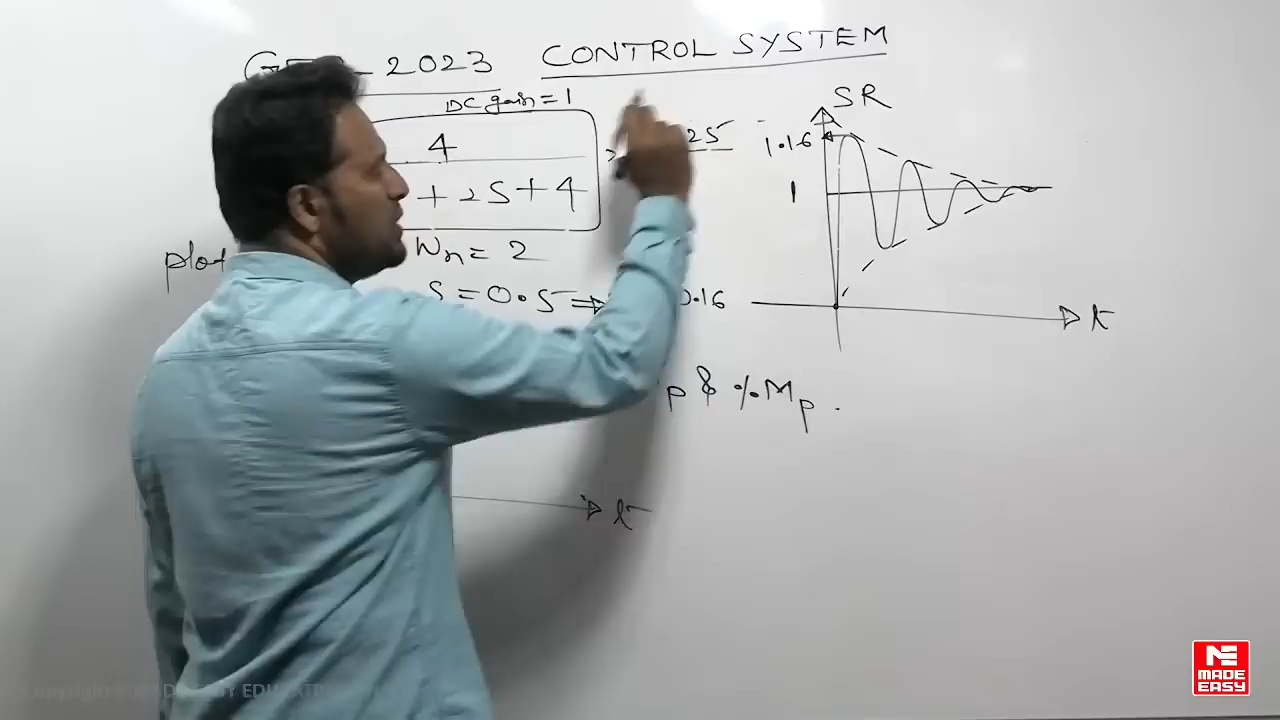 2023 CONTROL SYSTEM
DC gain = 1
4
+ 2S + 4
25
SR
1.16
1
t
plot
Wn = 2
= 0.5 ⇒ 0.16
p & % Mp .
t
MADE EASY